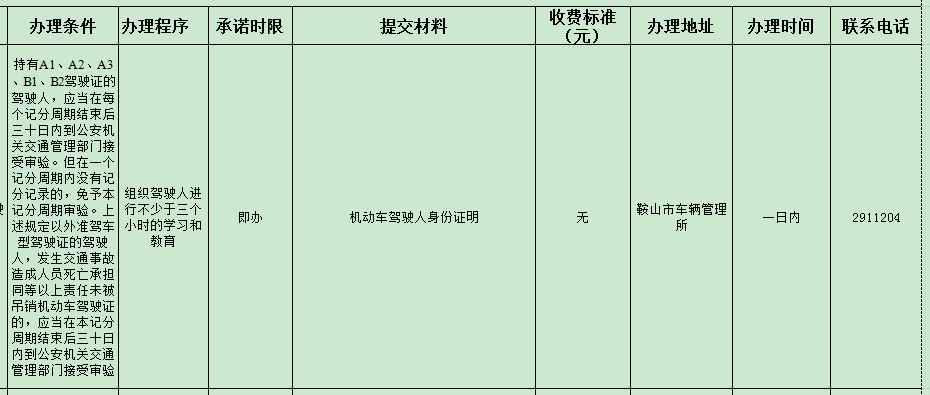 办理条件
办理程序
承诺时限
提交材料
收费标准
（元）
办理地址
办理时间
联系电话
持有A1、A2、A3
、B1、B2驾驶证的
驾驶人，应当在每
个记分周期结束后
三十日内到公安机
关交通管理部门接
受审验。但在一个
记分周期内没有记
分记录的，免予本
记分周期审验。上
述规定以外准驾车
型驾驶证的驾驶
人，发生交通事故
造成人员死亡承担
同等以上责任未被
吊销机动车驾驶证
的，应当在本记分
周期结束后三十日
内到公安机关交通
管理部门接受审验
组织驾驶人进
行不少于三个
小时的学习和
教育
即办
机动车驾驶人身份证明
无
鞍山市车辆管理
所
一日内
2911204